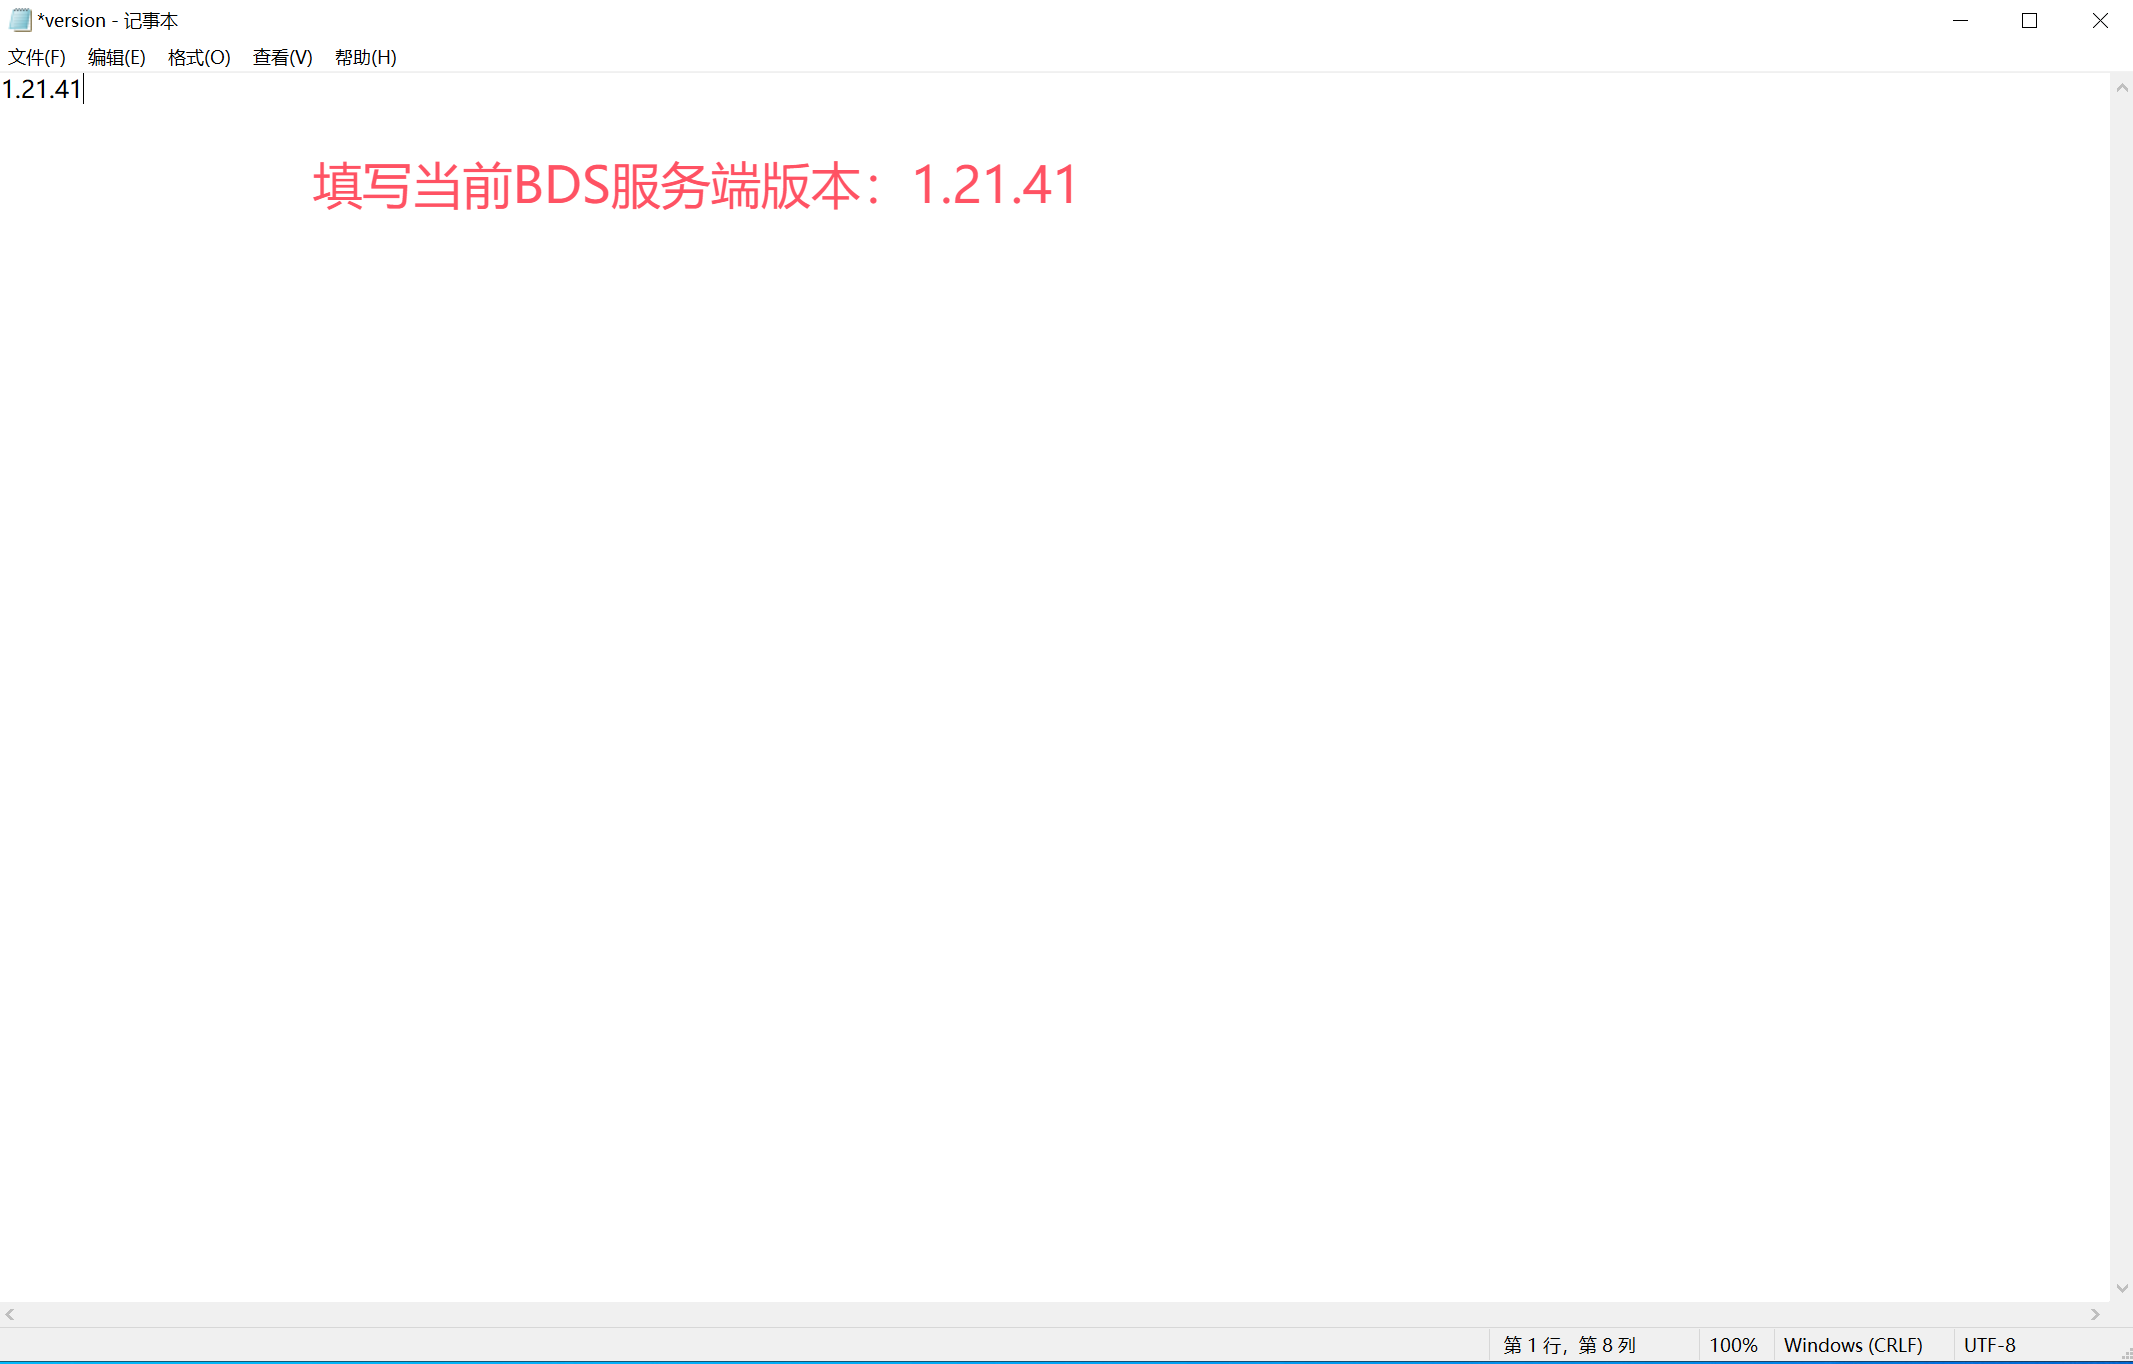 *version - 记事本
文件(F) 编辑(E) 格式(O) 查看(V) 帮助(H)
1.21.41
填写当前BDS服务端版本：1.21.41
第 1 行，第 8 列 100% Windows (CRLF) UTF-8